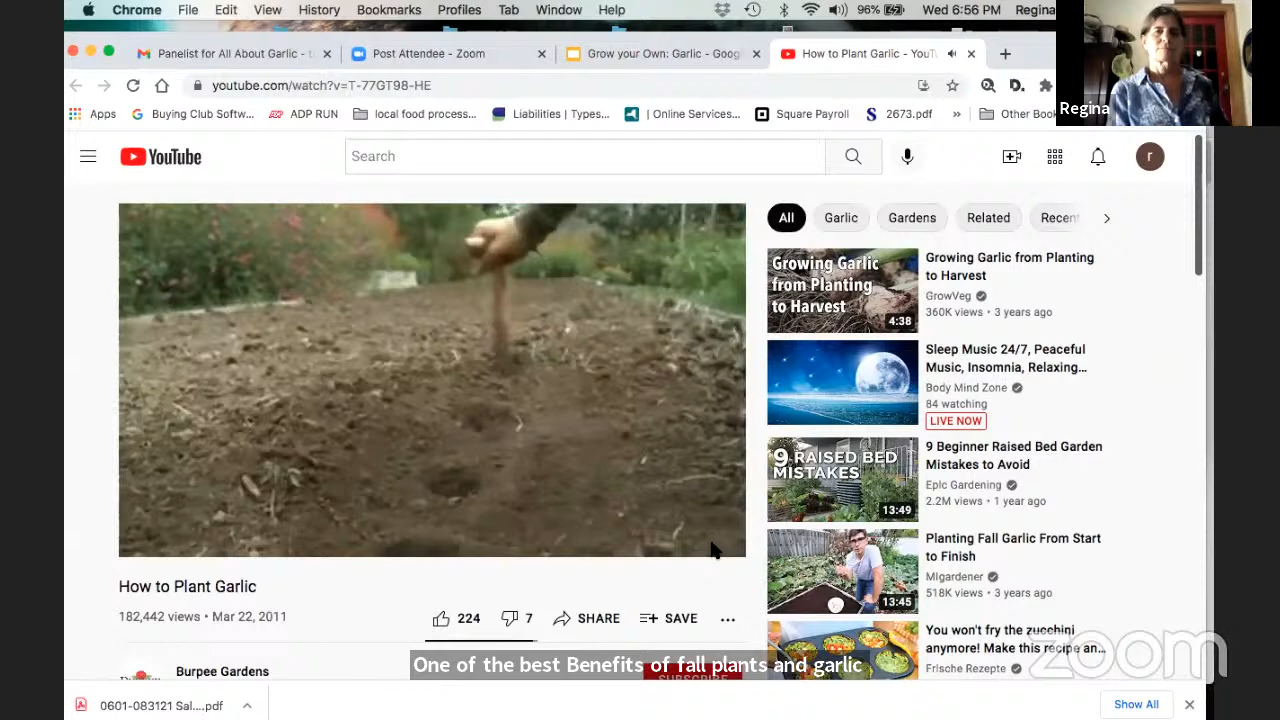 Chrome File Edit View History Bookmarks Profiles Tab Window Help 96% Wed 6:56 PM Regina
Panelist for All About Garlic - t
Post Attendee - Zoom
Grow your Own: Garlic - Goog
How to Plant Garlic - YouTu
youtube.com/watch?v=T-77GT98-HE
Apps Buying Club Softw... ADP RUN local food process... Liabilities | Types... | Online Services... Square Payroll 2673.pdf » Other Book
Regina
YouTube
Search
r
All Garlic Gardens Related Recent
Growing Garlic
from Planting
to Harvest
4:38
Growing Garlic from Planting
to Harvest
GrowVeg
360K views • 3 years ago
Sleep Music 24/7, Peaceful
Music, Insomnia, Relaxing...
Body Mind Zone
84 watching
LIVE NOW
9 RAISED BED
MISTAKES
13:49
9 Beginner Raised Bed Garden
Mistakes to Avoid
Epic Gardening
2.2M views • 1 year ago
13:45
Planting Fall Garlic From Start
to Finish
MIgardener
518K views • 3 years ago
You won't fry the zucchini
anymore! Make this recipe an...
Frische Rezepte
How to Plant Garlic
182,442 views • Mar 22, 2011
224 7 SHARE SAVE
Burpee Gardens
SUBSCRIBE
One of the best Benefits of fall plants and garlic
zoom
0601-083121 Sal....pdf
Show All